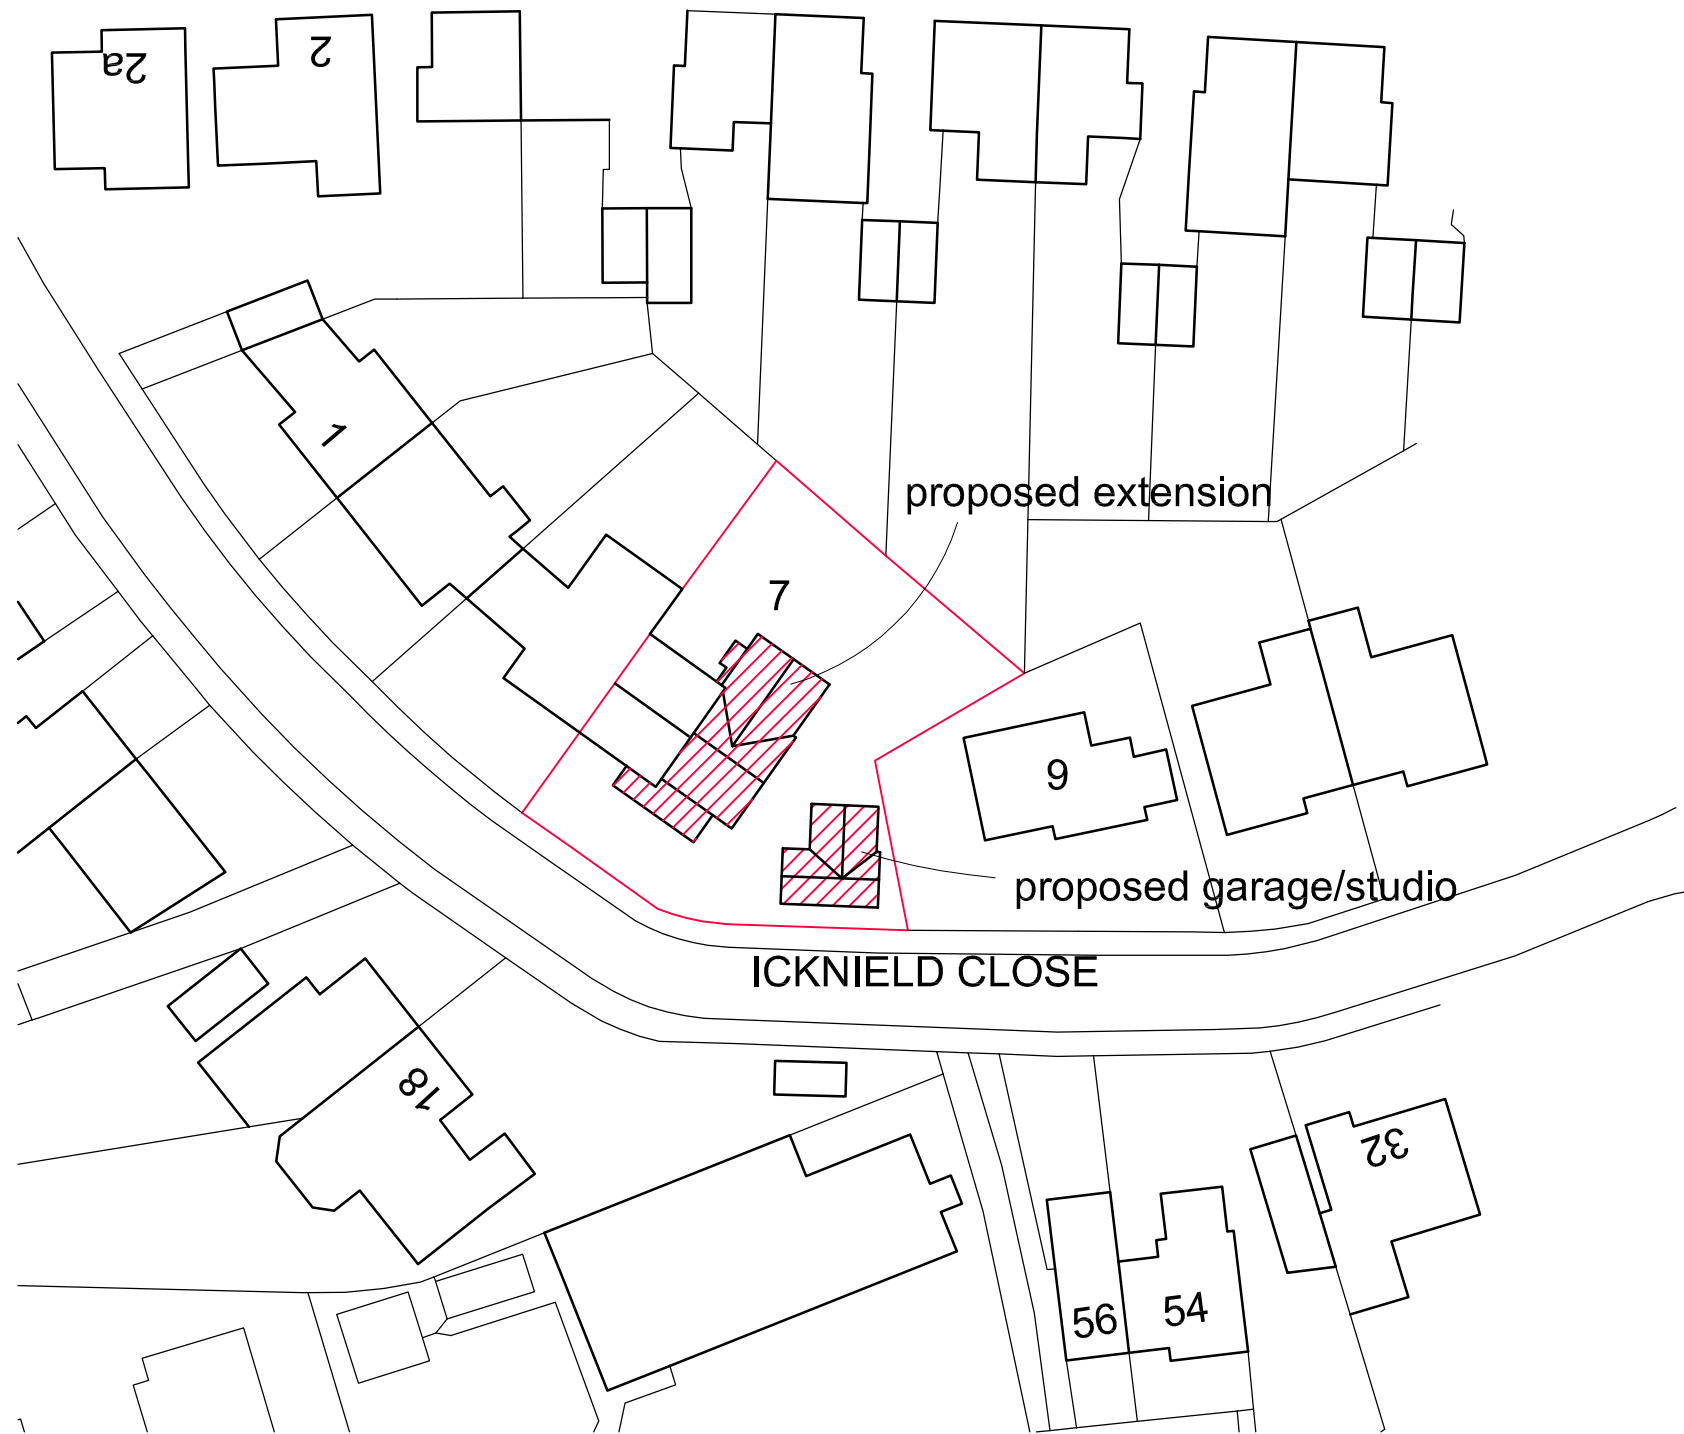 2a
2
1
proposed extension
7
9
proposed garage/studio
ICKNIELD CLOSE
18
32
56
54